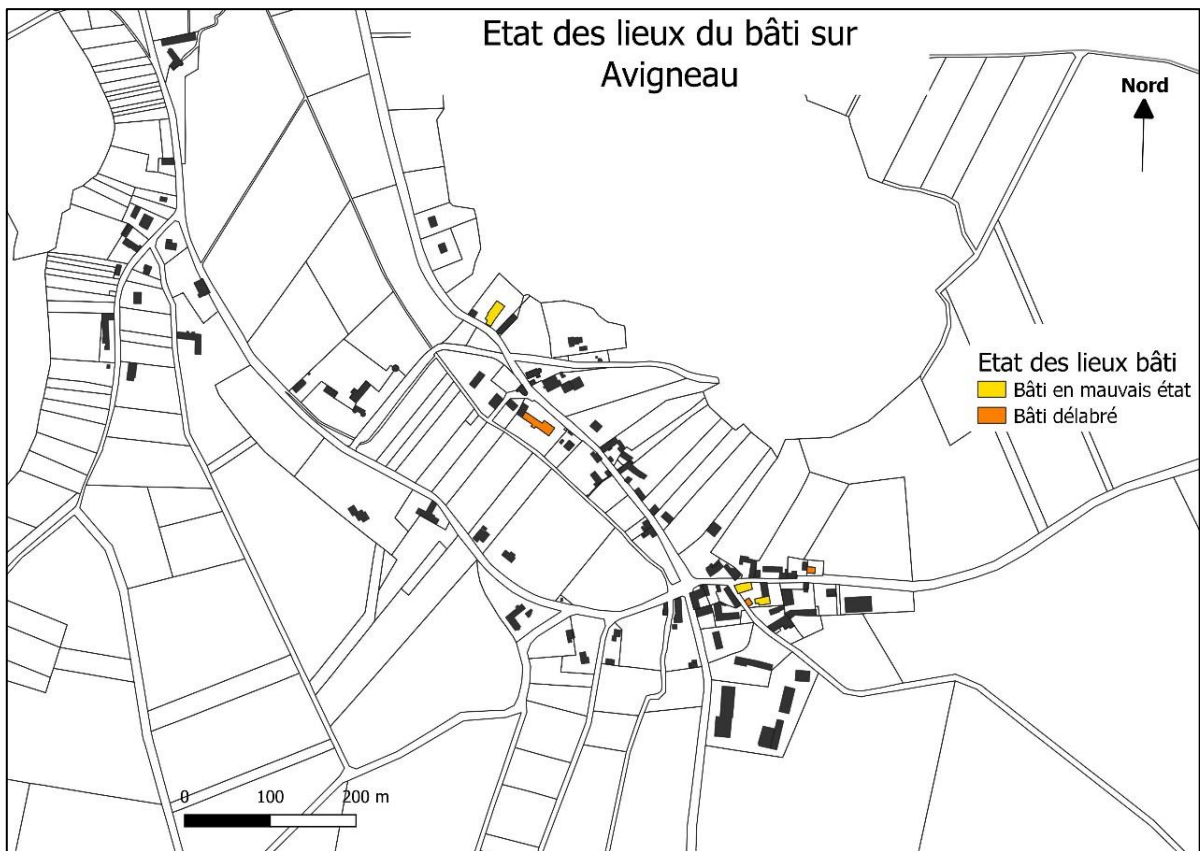 Etat des lieux du bâti sur
Avigneau
Nord
Etat des lieux bâti
Bâti en mauvais état
Bâti délabré
0 100 200 m